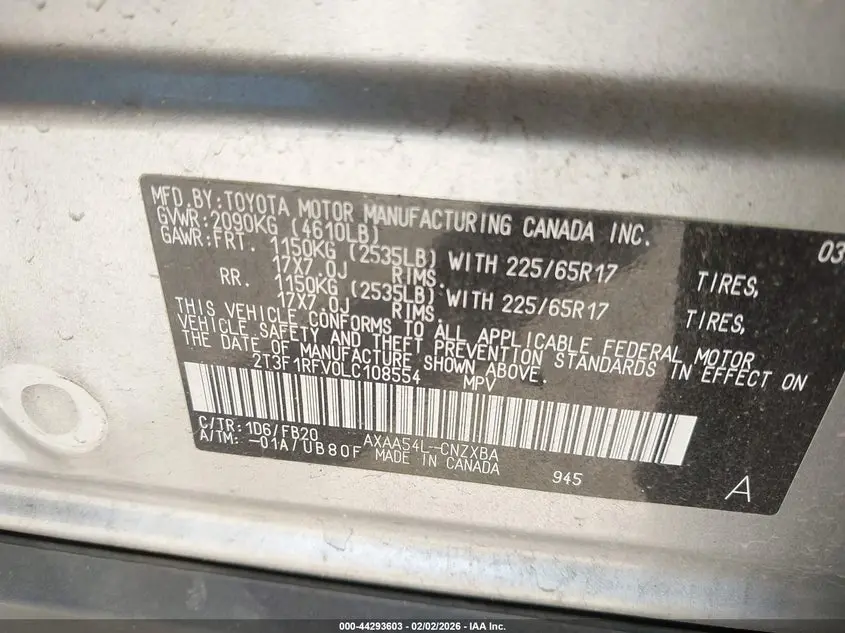 MFD.BY:TOYOTA MOTOR MANUFACTURING CANADA INC. 03
GVWR:2090KG (4610LB)
GAWR:FRT. 1150KG (2535LB) WITH 225/65R17 TIRES,
17X7.0J RIMS.
RR. 1150KG (2535LB) WITH 225/65R17 TIRES,
17X7.0J RIMS.
THIS VEHICLE CONFORMS TO ALL APPLICABLE FEDERAL MOTOR
VEHICLE SAFETY AND THEFT PREVENTION STANDARDS IN EFFECT ON
THE DATE OF MANUFACTURE SHOWN ABOVE.
2T3F1RFV0LC108554 MPV
C/TR:1D6/FB20 AXAA54L-CNZXBA
A/TM:-01A/UB80F MADE IN CANADA 945 A
000-44293603 - 02/02/2026 - IAA Inc.